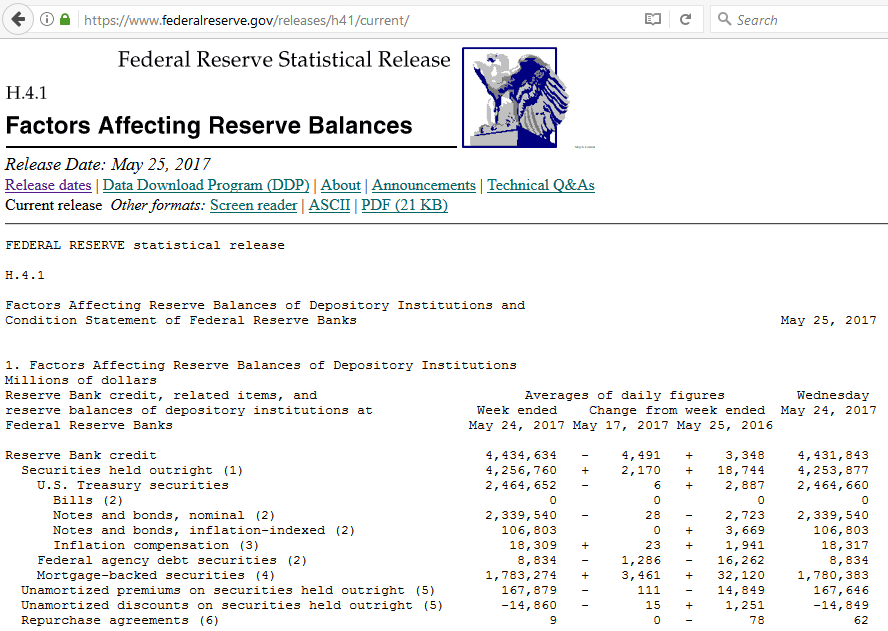 https://www.federalreserve.gov/releases/h41/current/ Search
Federal Reserve Statistical Release
H.4.1
Factors Affecting Reserve Balances
Release Date: May 25, 2017
Release dates | Data Download Program (DDP) | About | Announcements | Technical Q&As
Current release Other formats: Screen reader | ASCII | PDF (21 KB)
FEDERAL RESERVE statistical release
H.4.1
Factors Affecting Reserve Balances of Depository Institutions and
Condition Statement of Federal Reserve Banks May 25, 2017
1. Factors Affecting Reserve Balances of Depository Institutions
Millions of dollars
Reserve Bank credit, related items, and Averages of daily figures Wednesday
reserve balances of depository institutions at Week ended Change from week ended May 24, 2017
Federal Reserve Banks May 24, 2017 May 17, 2017 May 25, 2016
Reserve Bank credit 4,434,634 - 4,491 + 3,348 4,431,843
Securities held outright (1) 4,256,760 + 2,170 + 18,744 4,253,877
U.S. Treasury securities 2,464,652 - 6 + 2,887 2,464,660
Bills (2) 0 0 0 0
Notes and bonds, nominal (2) 2,339,540 - 28 - 2,723 2,339,540
Notes and bonds, inflation-indexed (2) 106,803 0 + 3,669 106,803
Inflation compensation (3) 18,309 + 23 + 1,941 18,317
Federal agency debt securities (2) 8,834 - 1,286 - 16,262 8,834
Mortgage-backed securities (4) 1,783,274 + 3,461 + 32,120 1,780,383
Unamortized premiums on securities held outright (5) 167,879 - 111 - 14,849 167,646
Unamortized discounts on securities held outright (5) -14,860 - 15 + 1,251 -14,849
Repurchase agreements (6) 9 0 - 78 62